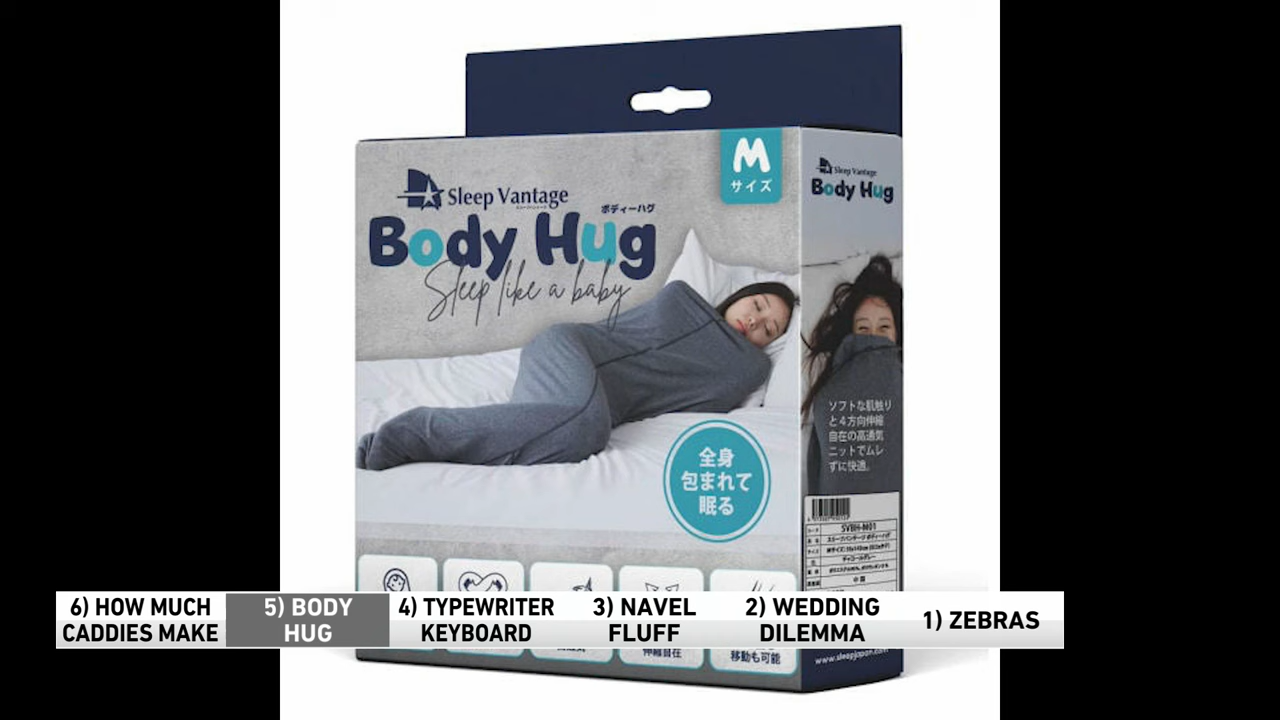 M
サイズ
Sleep Vantage
ボディーハグ
Body Hug
Sleep like a baby
全身
包まれて
眠る
Sleep Vantage
Body Hug
ソフトな肌触り
と4方向伸縮
自在の高通気
ニットでムレ
ずに快適。
SVBH-M01
伸縮自在
移動も可能
www.sleepjapan.com
6) HOW MUCH
CADDIES MAKE
5) BODY
HUG
4) TYPEWRITER
KEYBOARD
3) NAVEL
FLUFF
2) WEDDING
DILEMMA
1) ZEBRAS